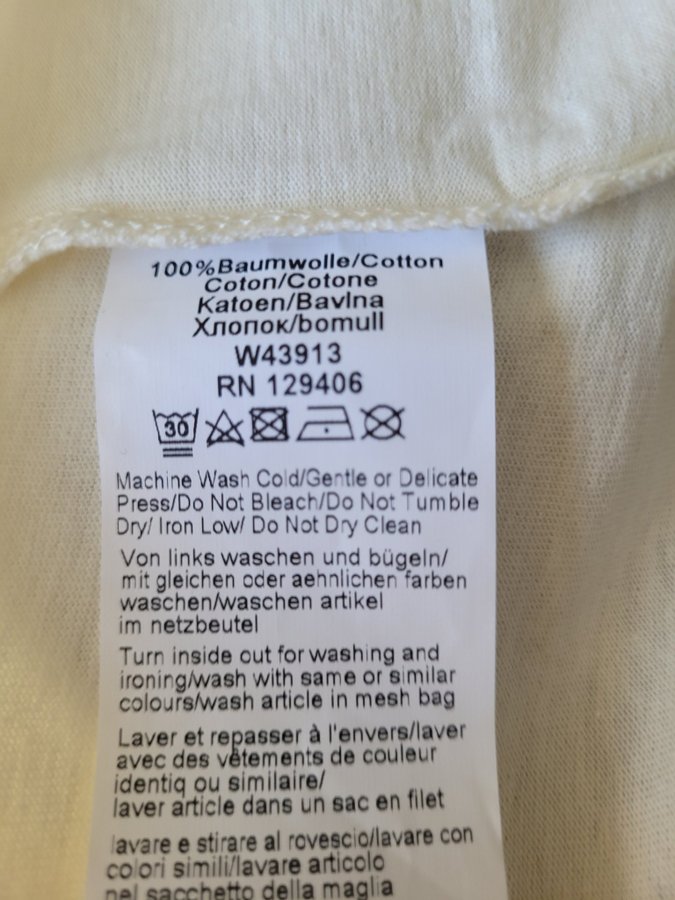 100%Baumwolle/Cotton
Coton/Cotone
Katoen/Bavlna
Хлопок/bomull
W43913
RN 129406
30
Machine Wash Cold/Gentle or Delicate
Press/Do Not Bleach/Do Not Tumble
Dry/ Iron Low/ Do Not Dry Clean
Von links waschen und bügeln/
mit gleichen oder aehnlichen farben
waschen/waschen artikel
im netzbeutel
Turn inside out for washing and
ironing/wash with same or similar
colours/wash article in mesh bag
Laver et repasser à l'envers/laver
avec des vêtements de couleur
identiq ou similaire/
laver article dans un sac en filet
lavare e stirare al rovescio/lavare con
colori simili/lavare articolo
nel sacchetto della maglia